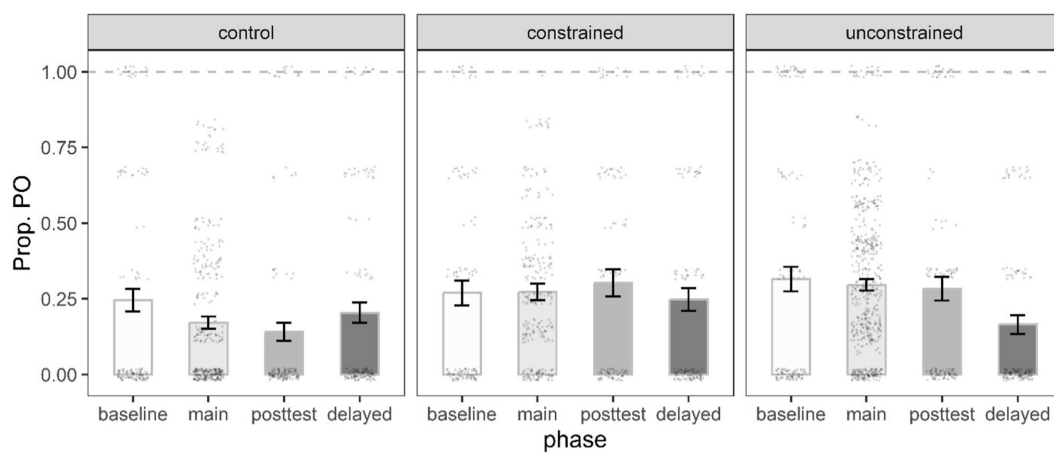 control constrained unconstrained
1.00
0.75
0.50
0.25
0.00
Prop. PO
baseline main posttest delayed baseline main posttest delayed baseline main posttest delayed
phase